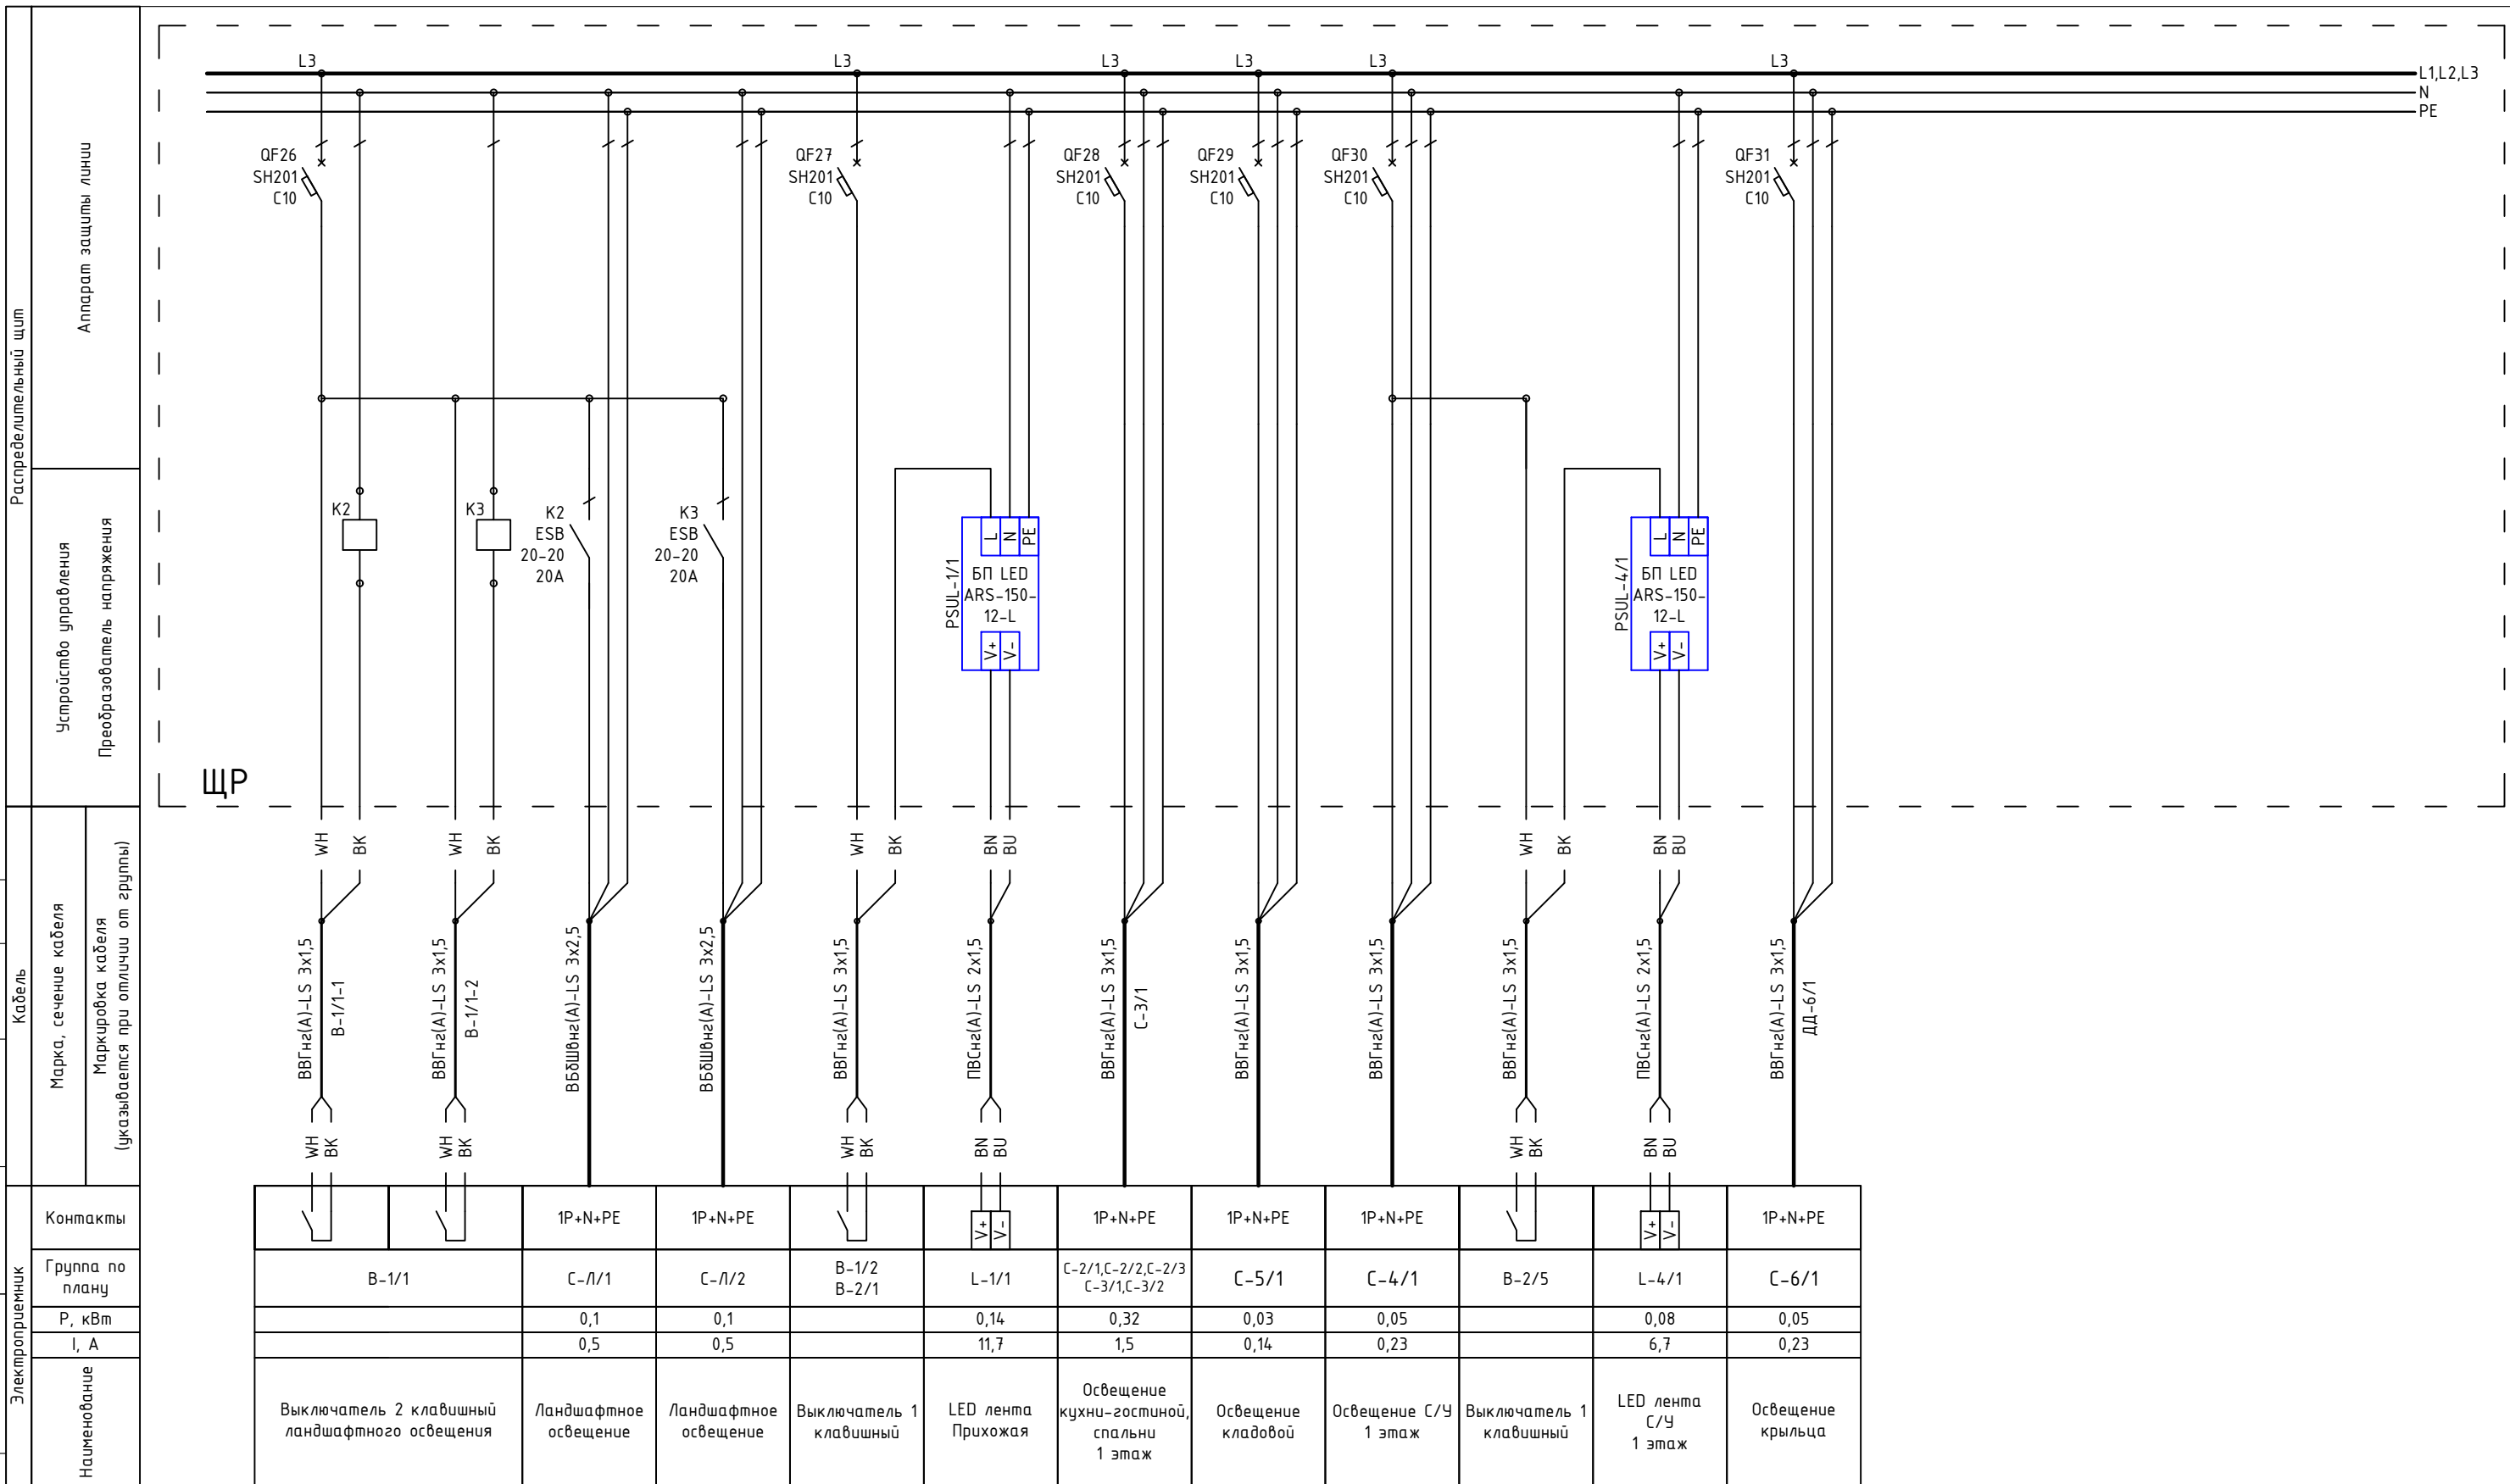 L3
L3
L3
L3
L3
L3
L1,L2,L3
N
PE
QF26
SH201
C10
QF27
SH201
C10
QF28
SH201
C10
QF29
SH201
C10
QF30
SH201
C10
QF31
SH201
C10
Распределительный щит
Аппарат защиты линии
Устройство управления
Преобразователь напряжения
K2
K3
K2
ESB
20-20
20A
K3
ESB
20-20
20A
PSUL-1/1
L
N
PE
БП LED
ARS-150-
12-L
V+
V-
PSUL-4/1
L
N
PE
БП LED
ARS-150-
12-L
V+
V-
ЩР
Кабель
Марка, сечение кабеля
Маркировка кабеля
(указывается при отличии от группы)
WH
BK
WH
BK
WH
BK
BN
BU
WH
BK
BN
BU
ВВГнг(А)-LS 3х1,5
В-1/1-1
ВВГнг(А)-LS 3х1,5
В-1/1-2
ВБбШвнг(А)-LS 3х2,5
ВБбШвнг(А)-LS 3х2,5
ВВГнг(А)-LS 3х1,5
ПВСнг(А)-LS 2х1,5
ВВГнг(А)-LS 3х1,5
С-3/1
ВВГнг(А)-LS 3х1,5
ВВГнг(А)-LS 3х1,5
ВВГнг(А)-LS 3х1,5
ПВСнг(А)-LS 2х1,5
ВВГнг(А)-LS 3х1,5
ДД-6/1
WH
BK
WH
BK
WH
BK
BN
BU
WH
BK
BN
BU
Электроприемник
Контакты
1P+N+PE
1P+N+PE
V+
V-
1P+N+PE
1P+N+PE
1P+N+PE
V+
V-
1P+N+PE
Группа по
плану
В-1/1
С-Л/1
С-Л/2
В-1/2
В-2/1
L-1/1
С-2/1,С-2/2,С-2/3
С-3/1,С-3/2
С-5/1
С-4/1
В-2/5
L-4/1
С-6/1
Р, кВт
0,1
0,1
0,14
0,32
0,03
0,05
0,08
0,05
I, А
0,5
0,5
11,7
1,5
0,14
0,23
6,7
0,23
Наименование
Выключатель 2 клавишный
ландшафтного освещения
Ландшафтное
освещение
Ландшафтное
освещение
Выключатель 1
клавишный
LED лента
Прихожая
Освещение
кухни-гостиной,
спальни
1 этаж
Освещение
кладовой
Освещение С/У
1 этаж
Выключатель 1
клавишный
LED лента
С/У
1 этаж
Освещение
крыльца